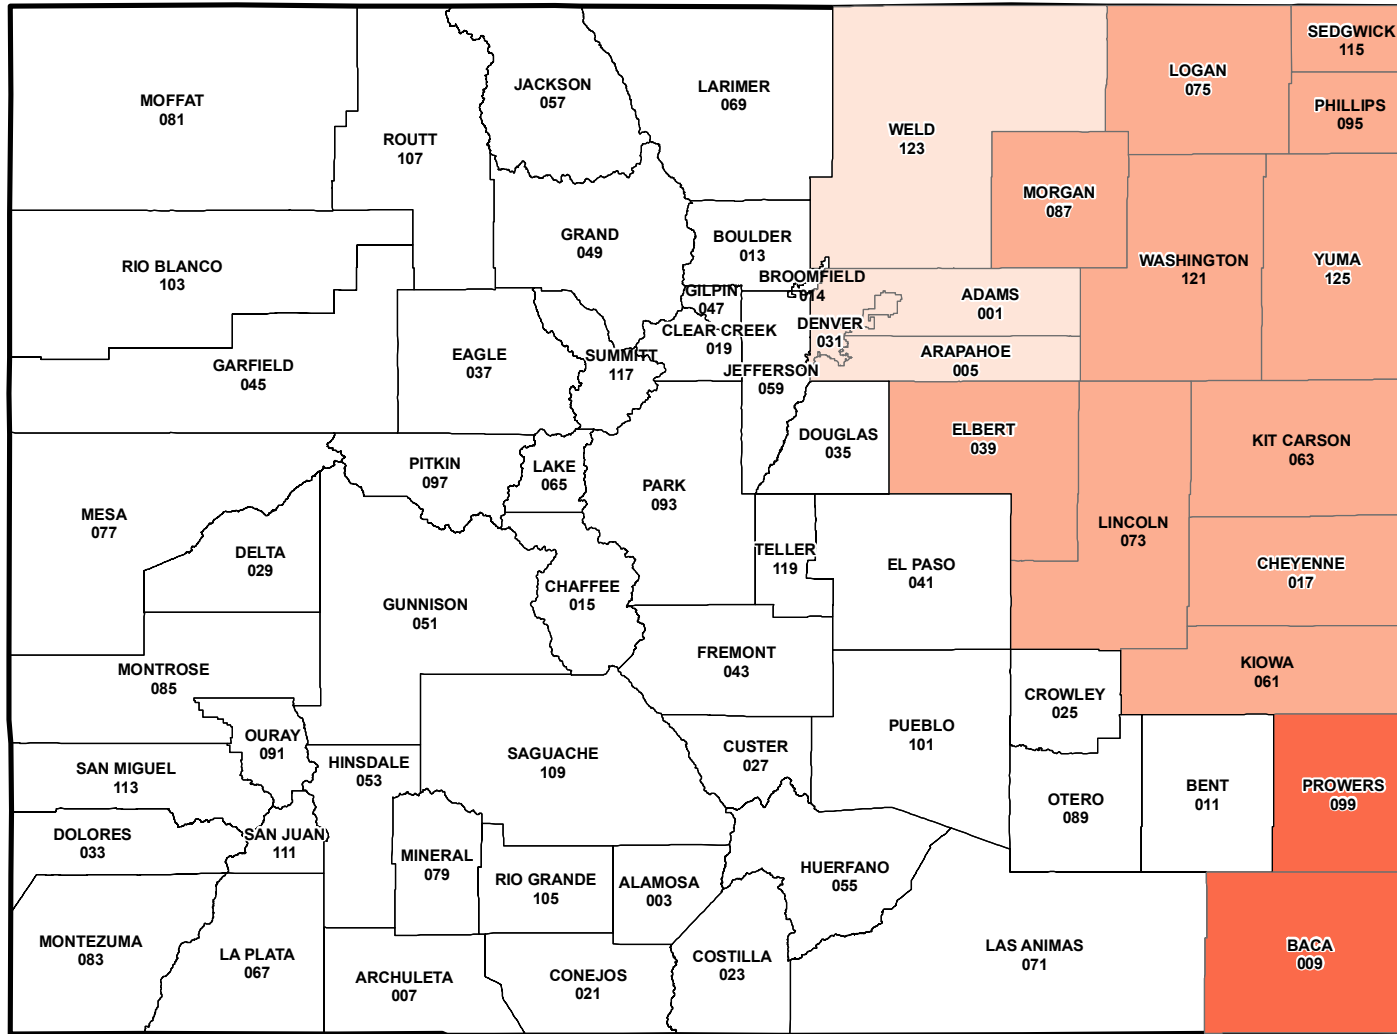 SEDGWICK
115
LOGAN
075
JACKSON
057
LARIMER
069
MOFFAT
081
PHILLIPS
095
WELD
123
ROUTT
107
MORGAN
087
GRAND
049
BOULDER
013
RIO BLANCO
103
WASHINGTON
121
YUMA
125
BROOMFIELD
014
GILPIN
047
ADAMS
001
CLEAR CREEK
019
DENVER
031
ARAPAHOE
005
EAGLE
037
SUMMITT
117
GARFIELD
045
JEFFERSON
059
DOUGLAS
035
ELBERT
039
KIT CARSON
063
PITKIN
097
LAKE
065
PARK
093
MESA
077
LINCOLN
073
DELTA
029
TELLER
119
EL PASO
041
CHEYENNE
017
GUNNISON
051
CHAFFEE
015
FREMONT
043
KIOWA
061
MONTROSE
085
CROWLEY
025
OURAY
091
PUEBLO
101
SAN MIGUEL
113
HINSDALE
053
SAGUACHE
109
CUSTER
027
OTERO
089
BENT
011
PROWERS
099
DOLORES
033
SAN JUAN
111
MINERAL
079
RIO GRANDE
105
ALAMOSA
003
HUERFANO
055
MONTEZUMA
083
LA PLATA
067
ARCHULETA
007
CONEJOS
021
COSTILLA
023
LAS ANIMAS
071
BACA
009